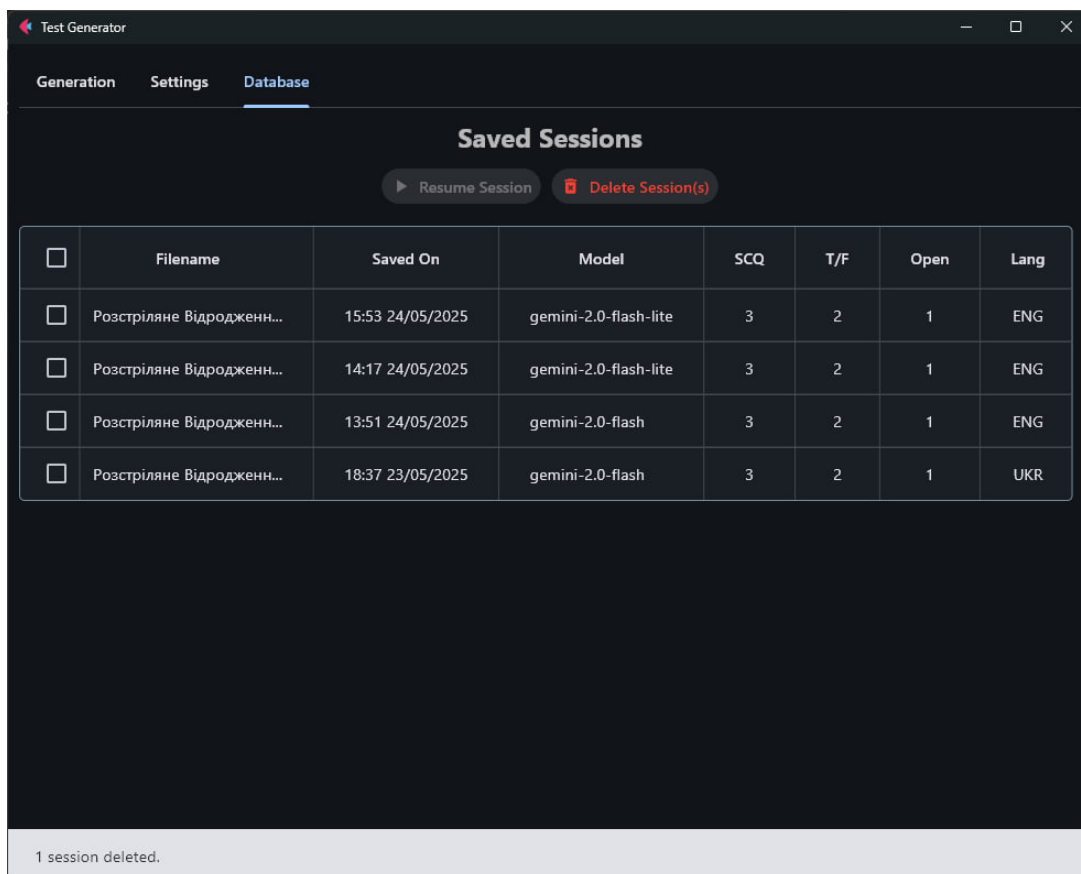 Test Generator
Generation Settings Database
Saved Sessions
Resume Session Delete Session(s)
Filename Saved On Model SCQ T/F Open Lang
Розстріляне Відродженн... 15:53 24/05/2025 gemini-2.0-flash-lite 3 2 1 ENG
Розстріляне Відродженн... 14:17 24/05/2025 gemini-2.0-flash-lite 3 2 1 ENG
Розстріляне Відродженн... 13:51 24/05/2025 gemini-2.0-flash 3 2 1 ENG
Розстріляне Відродженн... 18:37 23/05/2025 gemini-2.0-flash 3 2 1 UKR
1 session deleted.